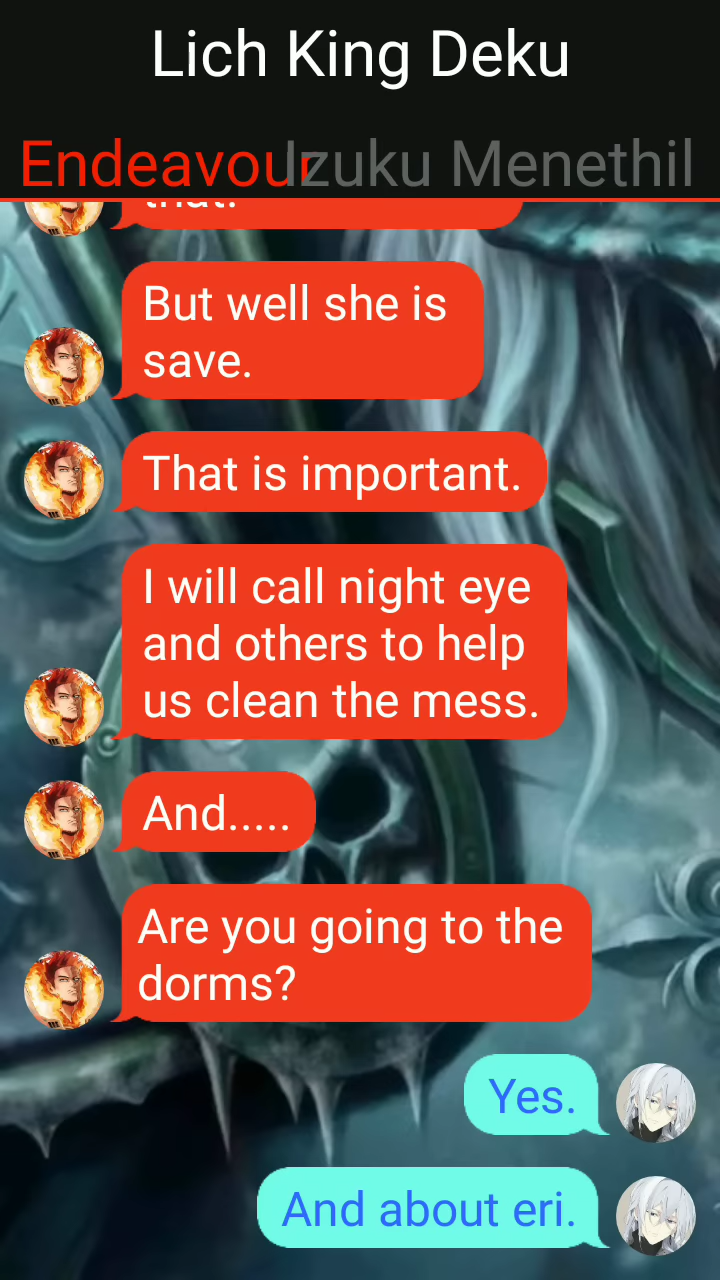 Lich King Deku
Endeavour Izuku Menethil
that.
But well she is
save.
That is important.
I will call night eye
and others to help
us clean the mess.
And.....
Are you going to the
dorms?
Yes.
And about eri.